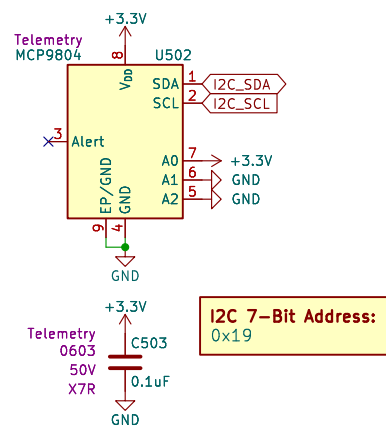 +3.3V
Telemetry
MCP9804
U502
8
VDD
SDA
1
I2C_SDA
SCL
2
I2C_SCL
3
Alert
A0
7
+3.3V
A1
6
GND
A2
5
GND
EP/GND
GND
9
4
GND
+3.3V
Telemetry
0603
50V
X7R
C503
0.1uF
GND
I2C 7-Bit Address:
0x19